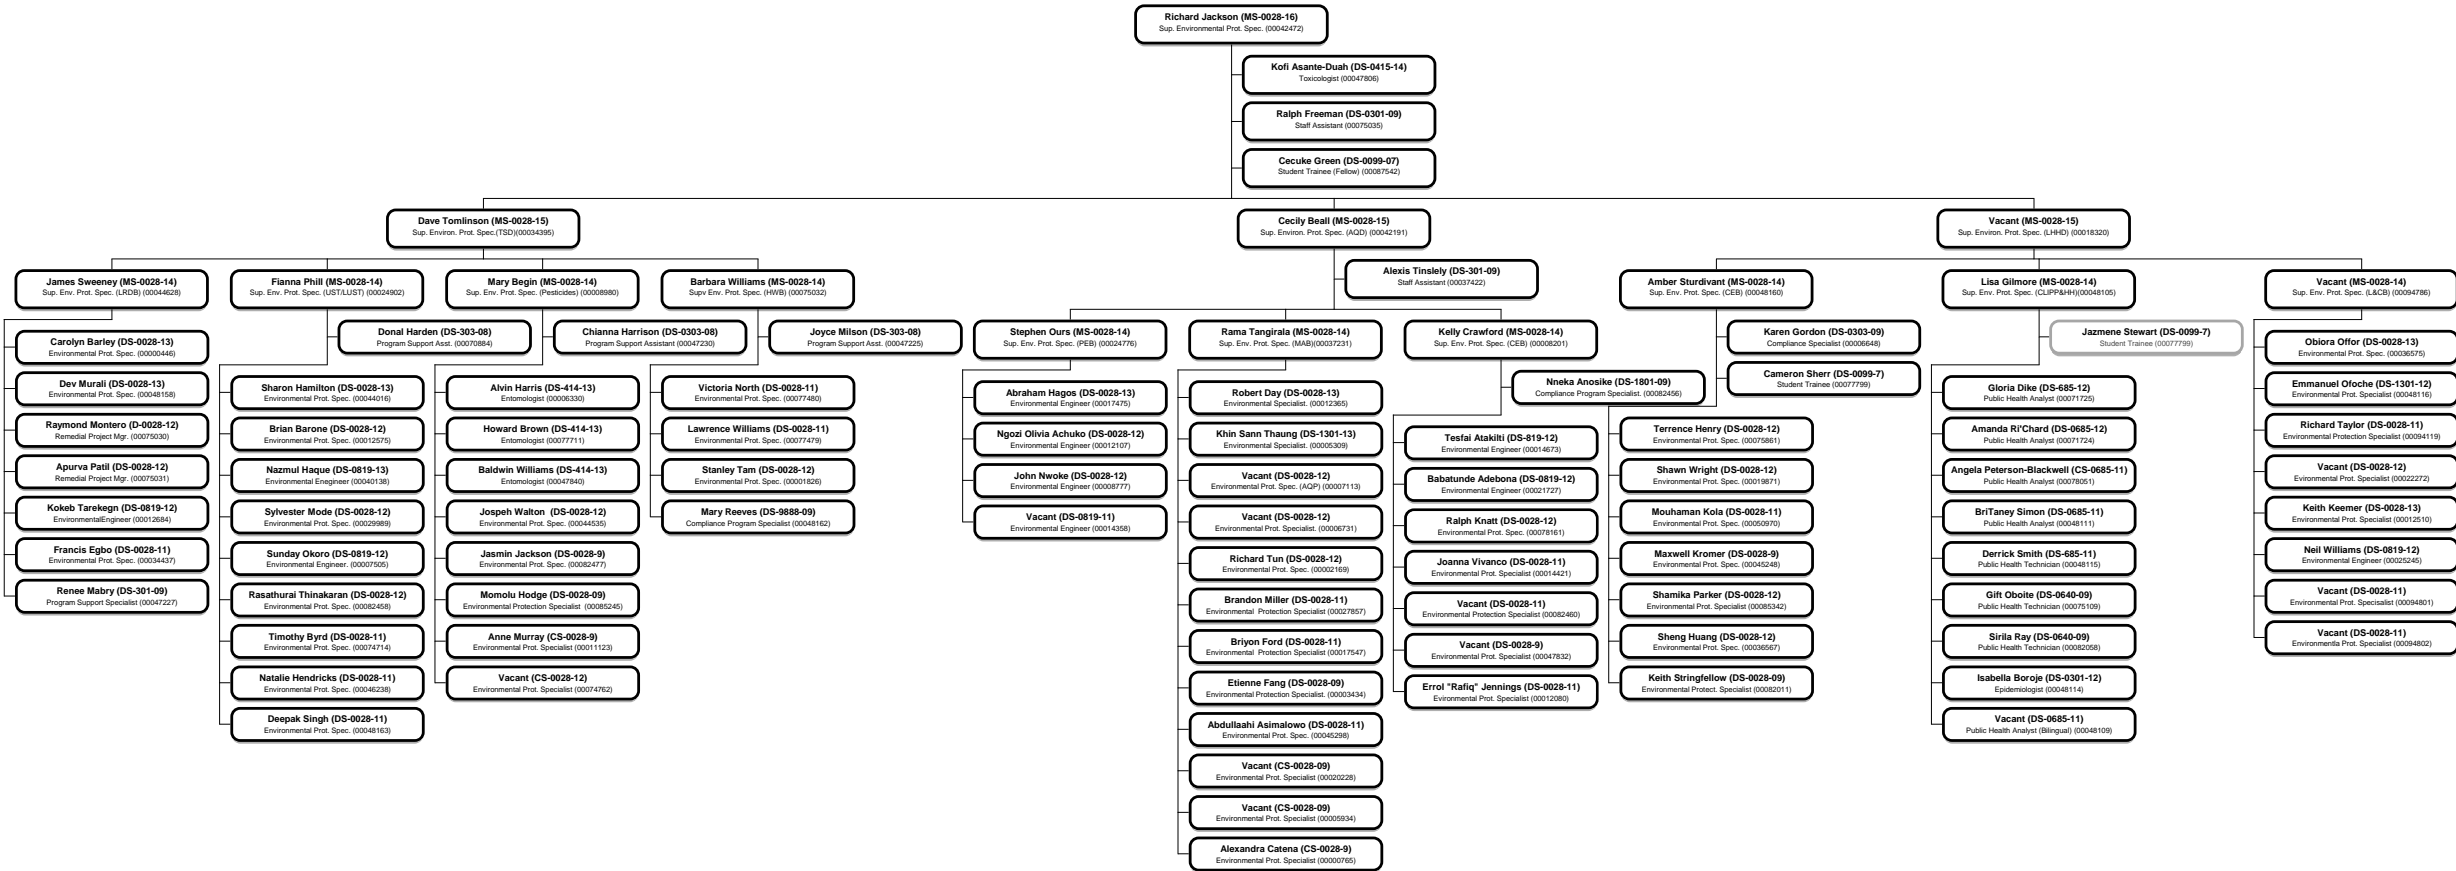 Richard Jackson (MS-0028-16)
Sup. Environmental Prot. Spec. (00042472)
Kofi Asante-Duah (DS-0415-14)
Toxicologist (00047806)
Ralph Freeman (DS-0301-09)
Staff Assistant (00075035)
Cecuke Green (DS-0099-07)
Student Trainee (Fellow) (00087542)
Dave Tomlinson (MS-0028-15)
Sup. Environ. Prot. Spec.(TSD)(00034395)
James Sweeney (MS-0028-14)
Sup. Env. Prot. Spec. (LRDB) (00044628)
Carolyn Barley (DS-0028-13)
Environmental Prot. Spec. (00000446)
Dev Murali (DS-0028-13)
Environmental Prot. Spec. (00048158)
Raymond Montero (D-0028-12)
Remedial Project Mgr. (00075030)
Apurva Patil (DS-0028-12)
Remedial Project Mgr. (00075031)
Kokeb Tarekegn (DS-0819-12)
EnvironmentalEngineer (00012684)
Francis Egbo (DS-0028-11)
Environmental Prot. Spec. (00034437)
Renee Mabry (DS-301-09)
Program Support Specialist (00047227)
Fianna Phill (MS-0028-14)
Sup. Env. Prot. Spec. (UST/LUST) (00024902)
Donal Harden (DS-303-08)
Program Support Asst. (00070884)
Sharon Hamilton (DS-0028-13)
Environmental Prot. Spec. (00044016)
Brian Barone (DS-0028-12)
Environmental Prot. Spec. (00012575)
Nazmul Haque (DS-0819-13)
Environmental Engineer (00040138)
Sylvester Mode (DS-0028-12)
Environmental Prot. Spec. (00029989)
Sunday Okoro (DS-0819-12)
Environmental Engineer. (00007505)
Rasathurai Thinakaran (DS-0028-12)
Environmental Prot. Spec. (00082458)
Timothy Byrd (DS-0028-11)
Environmental Prot. Spec. (00074714)
Natalie Hendricks (DS-0028-11)
Environmental Prot. Spec. (00046238)
Deepak Singh (DS-0028-11)
Environmental Prot. Spec. (00048163)
Mary Begin (MS-0028-14)
Sup. Env. Prot. Spec. (Pesticides) (00008980)
Chianna Harrison (DS-0303-08)
Program Support Assistant (00047230)
Alvin Harris (DS-414-13)
Entomologist (00006330)
Howard Brown (DS-414-13)
Entomologist (00077711)
Baldwin Williams (DS-414-13)
Entomologist (00047840)
Jospeh Walton (DS-0028-12)
Environmental Prot. Spec. (00044535)
Jasmin Jackson (DS-0028-9)
Environmental Prot. Spec. (00082477)
Momolu Hodge (DS-0028-09)
Environmental Protection Specialist (00085245)
Anne Murray (CS-0028-9)
Environmental Prot. Specialist (00011123)
Vacant (CS-0028-12)
Environmental Prot. Specialist (00074762)
Barbara Williams (MS-0028-14)
Supv Env. Prot. Spec. (HWB) (00075032)
Joyce Milson (DS-303-08)
Program Support Asst. (00047225)
Victoria North (DS-0028-11)
Environmental Prot. Spec. (00077480)
Lawrence Williams (DS-0028-11)
Environmental Prot. Spec. (00077479)
Stanley Tam (DS-0028-12)
Environmental Prot. Spec. (00001826)
Mary Reeves (DS-9888-09)
Compliance Program Specialist (00048162)
Cecily Beall (MS-0028-15)
Sup. Environ. Prot. Spec. (AQD) (00042191)
Alexis Tinslely (DS-301-09)
Staff Assistant (00037422)
Stephen Ours (MS-0028-14)
Sup. Env. Prot. Spec. (PEB) (00024776)
Abraham Hagos (DS-0028-13)
Environmental Engineer (00017475)
Ngozi Olivia Achuko (DS-0028-12)
Environmental Engineer (00012107)
John Nwoke (DS-0028-12)
Environmental Engineer (00008777)
Vacant (DS-0819-11)
Environmental Engineer (00014358)
Rama Tangirala (MS-0028-14)
Sup. Env. Prot. Spec. (MAB)(00037231)
Robert Day (DS-0028-13)
Environmental Specialist. (00012365)
Khin Sann Thaung (DS-1301-13)
Environmental Prot. Specialist. (00005309)
Vacant (DS-0028-12)
Environmental Prot. Spec. (AQP) (00007113)
Vacant (DS-0028-12)
Environmental Prot. Specialist. (00006731)
Richard Tun (DS-0028-12)
Environmental Prot. Spec. (00002169)
Brandon Miller (DS-0028-11)
Environmental Protection Specialist (00027857)
Briyon Ford (DS-0028-11)
Environmental Protection Specialist (00017547)
Etienne Fang (DS-0028-09)
Environmental Protection Specialist. (00003434)
Abdullaahi Asimalowo (DS-0028-11)
Environmental Prot. Spec. (00045298)
Vacant (CS-0028-09)
Environmental Prot. Specialist (00020228)
Vacant (CS-0028-09)
Environmental Prot. Specialist (00005934)
Alexandra Catena (CS-0028-9)
Environmental Prot. Specialist (00000765)
Kelly Crawford (MS-0028-14)
Sup. Env. Prot. Spec. (CEB) (00008201)
Nneka Anosike (DS-1801-09)
Compliance Program Specialist. (00082456)
Tesfai Atakilti (DS-819-12)
Environmental Engineer (00014673)
Babatunde Adebona (DS-0819-12)
Environmental Engineer (00021727)
Ralph Knatt (DS-0028-12)
Environmental Prot. Spec. (00078161)
Joanna Vivanco (DS-0028-11)
Environmental Prot. Specialist (00014421)
Vacant (DS-0028-11)
Environmental Protection Specialist (00082460)
Vacant (DS-0028-9)
Environmental Prot. Specialist (00047832)
Errol "Rafiq" Jennings (DS-0028-11)
Evironmental Prot. Specialist (00012080)
Vacant (MS-0028-15)
Sup. Environ. Prot. Spec. (LHHD) (00018320)
Amber Sturdivant (MS-0028-14)
Sup. Env. Prot. Spec. (CEB) (00048160)
Karen Gordon (DS-0303-09)
Compliance Specialist (00006648)
Cameron Sherr (DS-0099-7)
Student Trainee (00077799)
Terrence Henry (DS-0028-12)
Environmental Prot. Spec. (00075861)
Shawn Wright (DS-0028-12)
Environmental Prot. Spec. (00019871)
Mouhaman Kola (DS-0028-11)
Environmental Prot. Spec. (00050970)
Maxwell Kromer (DS-0028-9)
Environmental Prot. Spec. (00045248)
Shamika Parker (DS-0028-12)
Environmental Prot. Spec. (00085342)
Sheng Huang (DS-0028-12)
Environmental Prot. Spec. (00036567)
Keith Stringfellow (DS-0028-09)
Environmental Protect. Specialist (00082011)
Lisa Gilmore (MS-0028-14)
Sup. Env. Prot. Spec. (CLIPP&HH)(00048105)
Jazmene Stewart (DS-0099-7)
Student Trainee (00077799)
Gloria Dike (DS-685-12)
Public Health Analyst (00071725)
Amanda Ri'Chard (DS-0685-12)
Public Health Analyst (00071724)
Angela Peterson-Blackwell (CS-0685-11)
Public Health Analyst (00078051)
BriTaney Simon (DS-0685-11)
Public Health Analyst (00048111)
Derrick Smith (DS-685-11)
Public Health Technician (00048115)
Gift Oboite (DS-0640-09)
Public Health Technician (00075109)
Sirila Ray (DS-0640-09)
Public Health Technician (00082058)
Isabella Boroje (DS-0301-12)
Epidemiologist (00048114)
Vacant (DS-0685-11)
Public Health Analyst (Bilingual) (00048109)
Vacant (MS-0028-14)
Sup. Env. Prot. Spec. (L&CB) (00094786)
Obiora Offor (DS-0028-13)
Environmental Prot. Spec. (00036575)
Emmanuel Ofoche (DS-1301-12)
Environmental Prot. Specialist (00048116)
Richard Taylor (DS-0028-11)
Environmental Protection Specialist (00094119)
Vacant (DS-0028-12)
Environmental Prot. Specialist (00022272)
Keith Keemer (DS-0028-13)
Environmental Prot. Specialist (00012510)
Neil Williams (DS-0819-12)
Environmental Engineer (00025245)
Vacant (DS-0028-11)
Environmental Prot. Specisalist (00094801)
Vacant (DS-0028-11)
Environmentla Prot. Specialist (00094802)